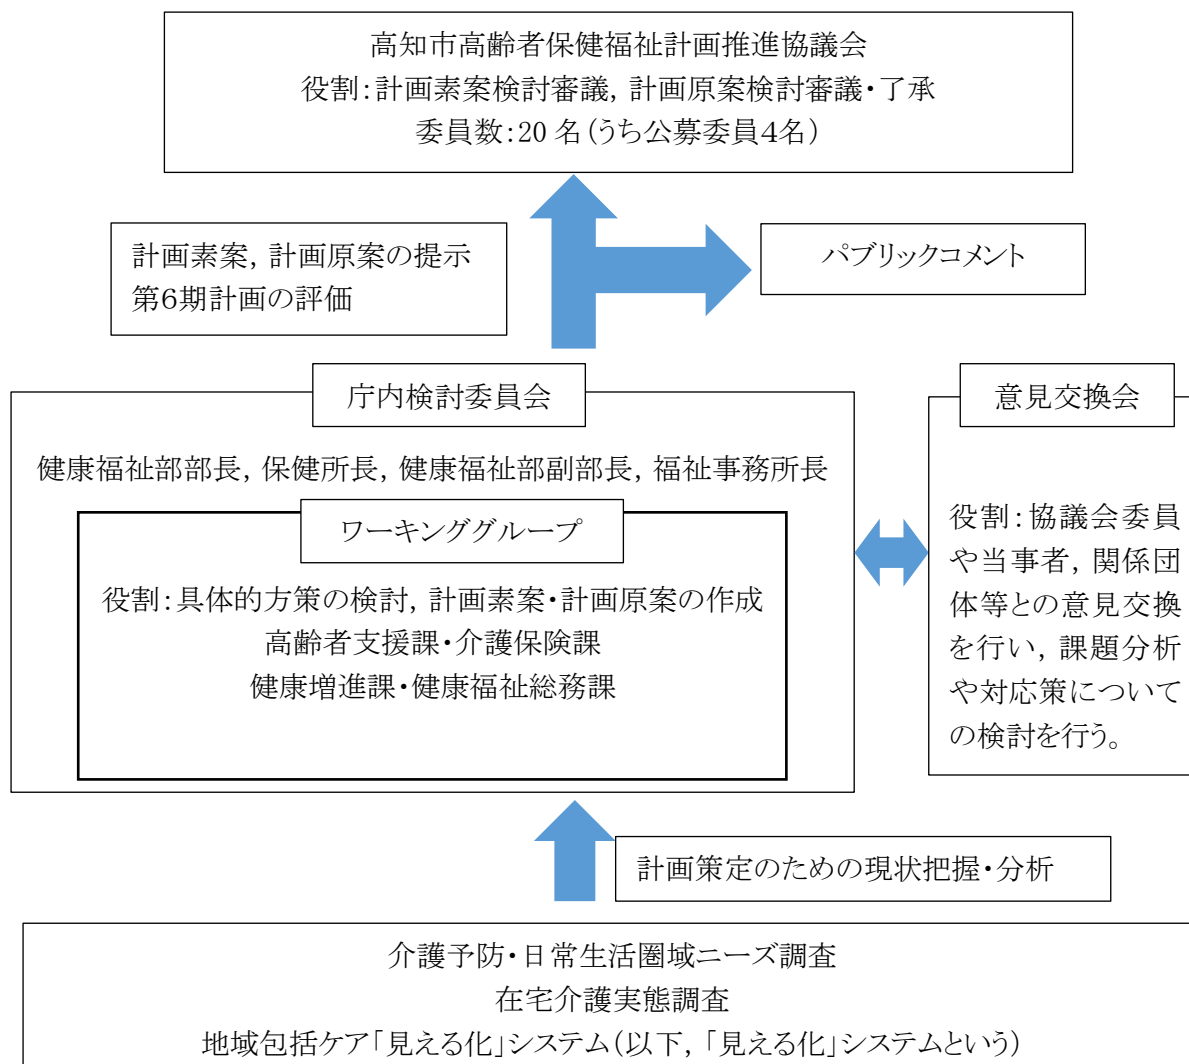 高知市高齢者保健福祉計画推進協議会
役割:計画素案検討審議, 計画原案検討審議・了承
委員数:20 名(うち公募委員4名)
計画素案, 計画原案の提示
第6期計画の評価
パブリックコメント
庁内検討委員会
健康福祉部部長, 保健所長, 健康福祉部副部長, 福祉事務所長
ワーキンググループ
役割:具体的方策の検討, 計画素案・計画原案の作成
高齢者支援課・介護保険課
健康増進課・健康福祉総務課
意見交換会
役割:協議会委員
や当事者, 関係団
体等との意見交換
を行い, 課題分析
や対応策について
の検討を行う。
計画策定のための現状把握・分析
介護予防・日常生活圏域ニーズ調査
在宅介護実態調査
地域包括ケア「見える化」システム(以下, 「見える化」システムという)